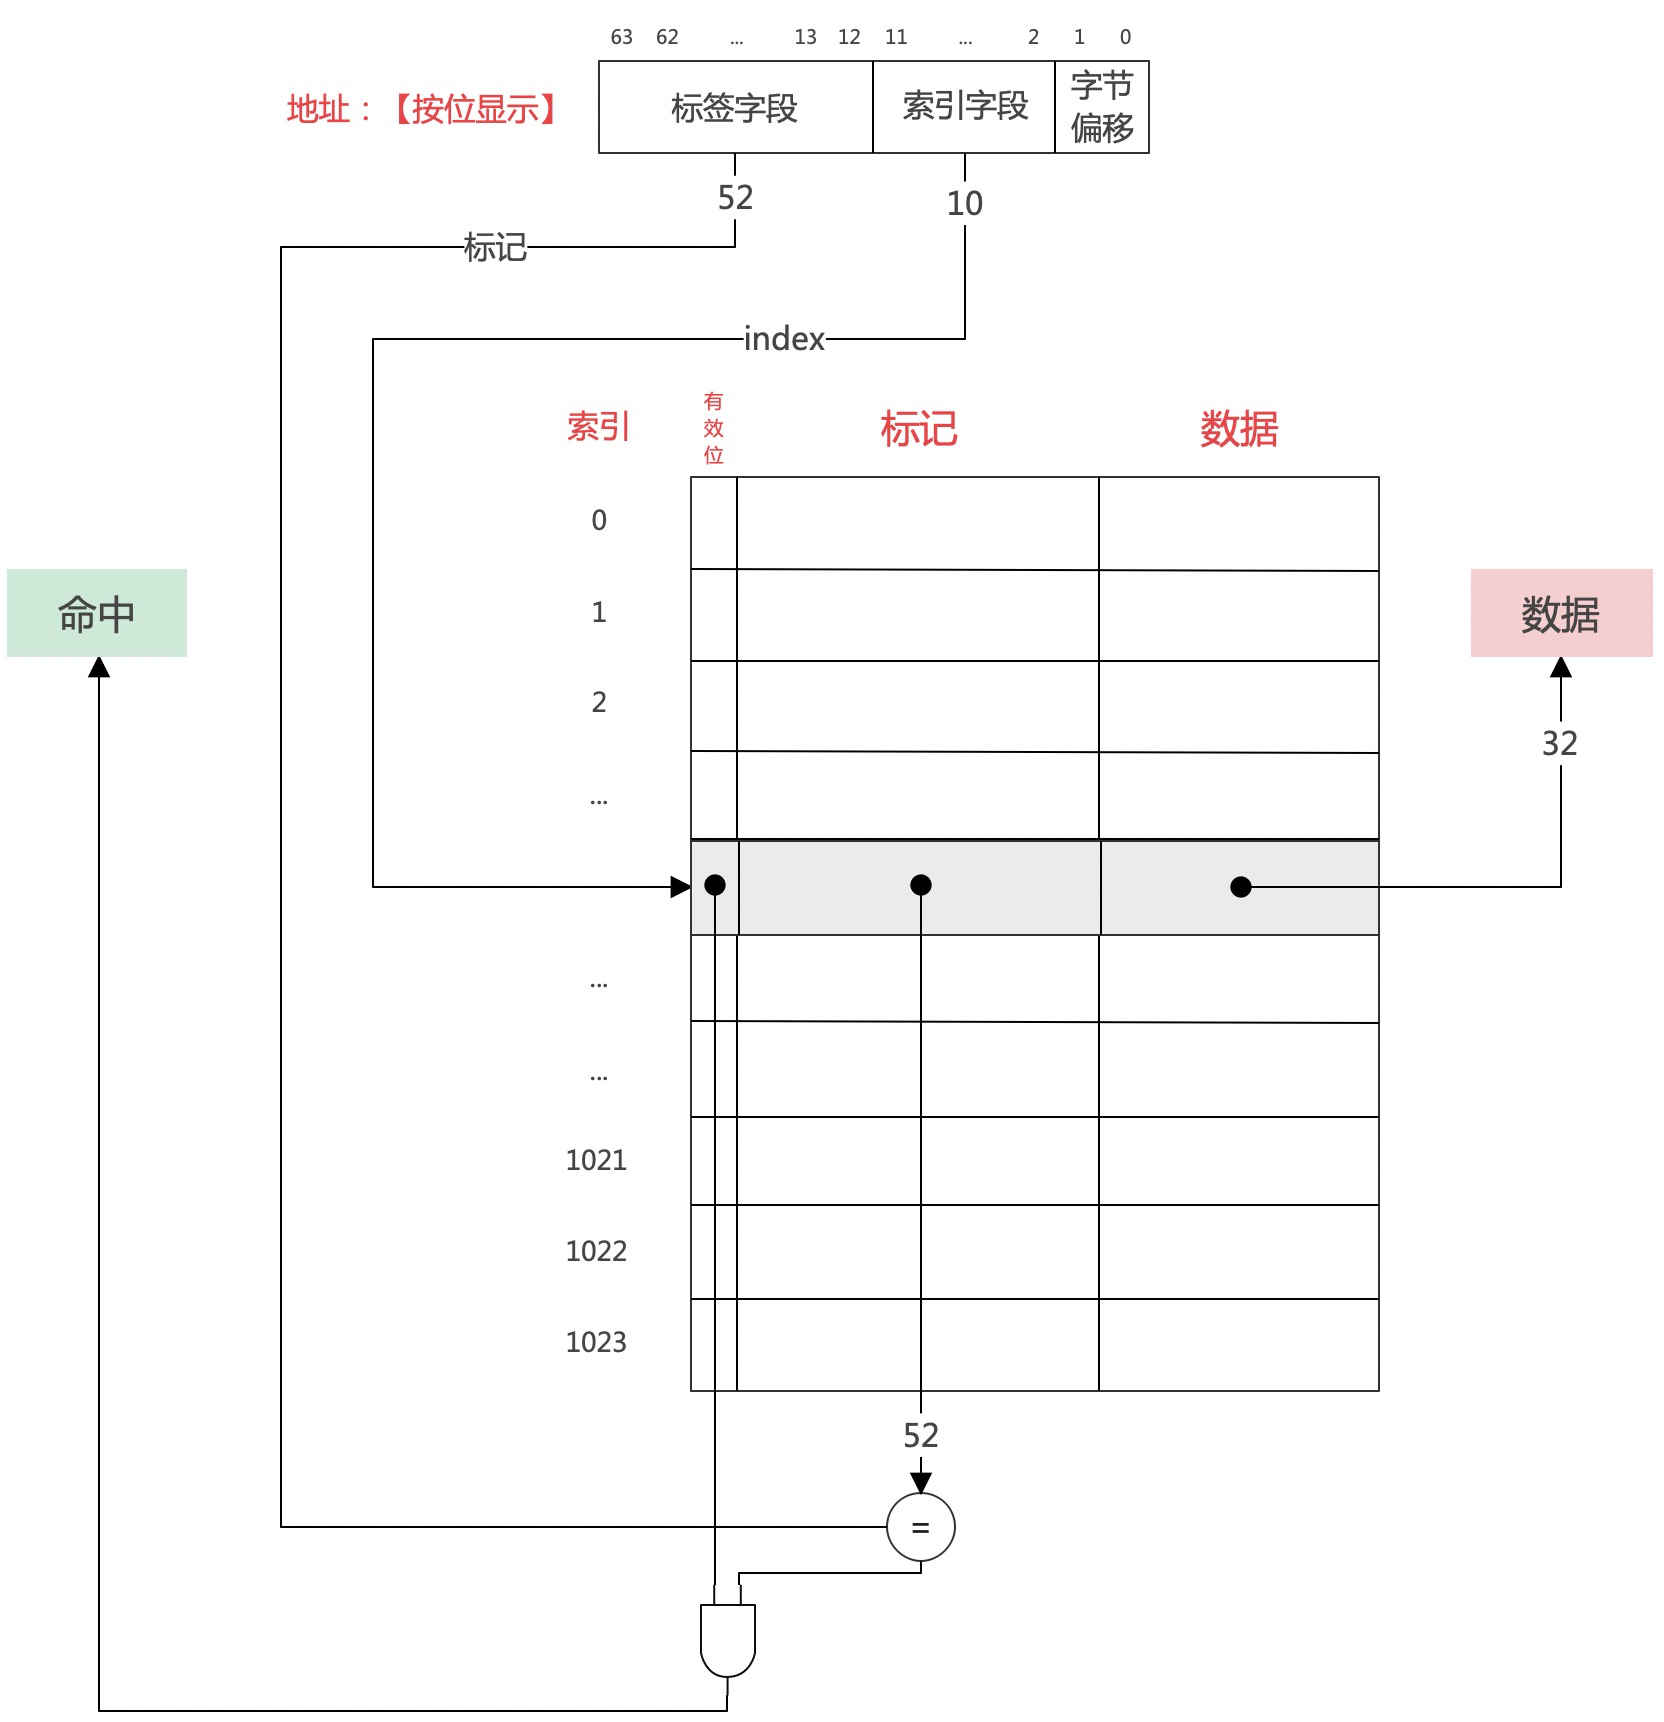 63 62 ... 13 12 11 ... 2 1 0
地址：【按位显示】
标签字段
索引字段
字节
偏移
52
10
标记
index
索引
有
效
位
标记
数据
0
命中
1
数据
2
32
...
...
...
1021
1022
1023
52
=